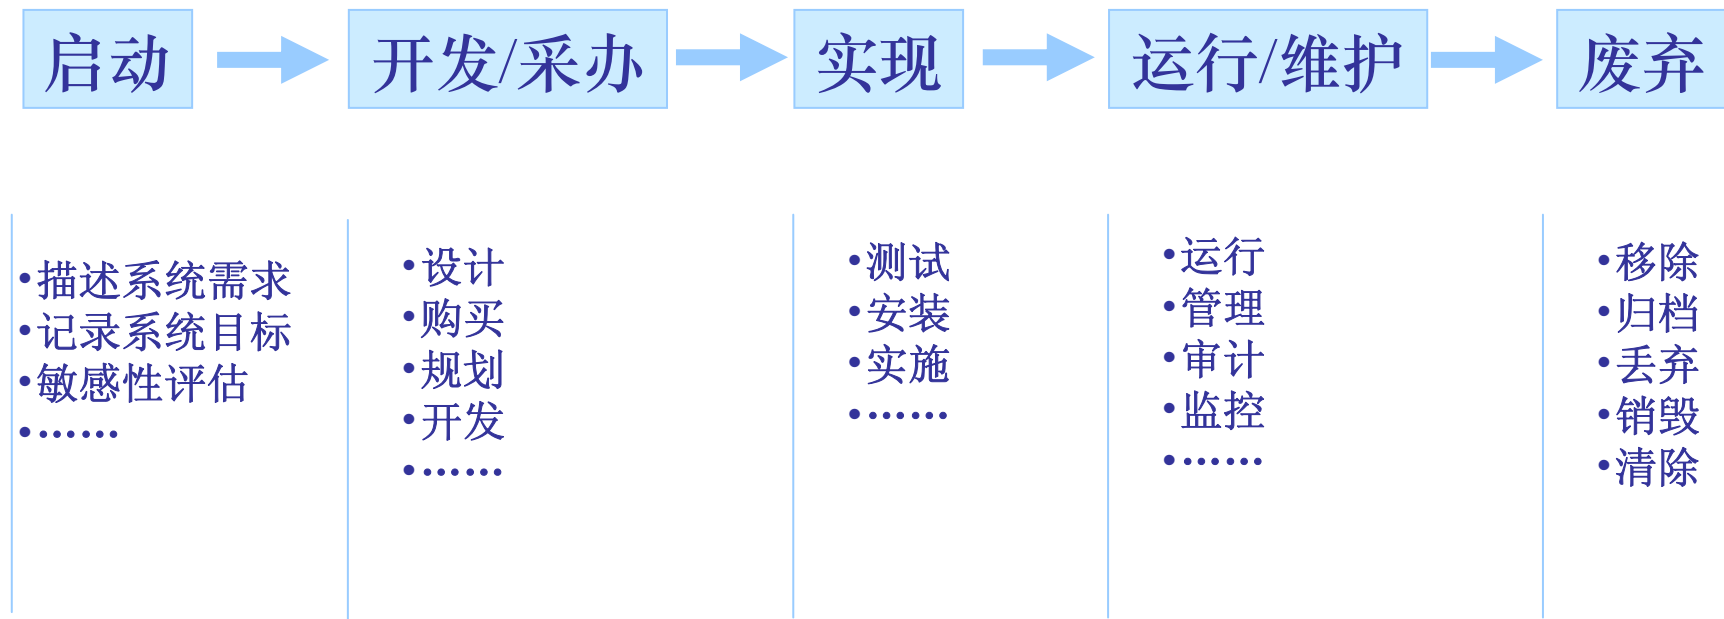 启动
开发/采办
实现
运行/维护
废弃
•描述系统需求
•记录系统目标
•敏感性评估
•……
•设计
•购买
•规划
•开发
•……
•测试
•安装
•实施
•……
•运行
•管理
•审计
•监控
•……
•移除
•归档
•丢弃
•销毁
•清除